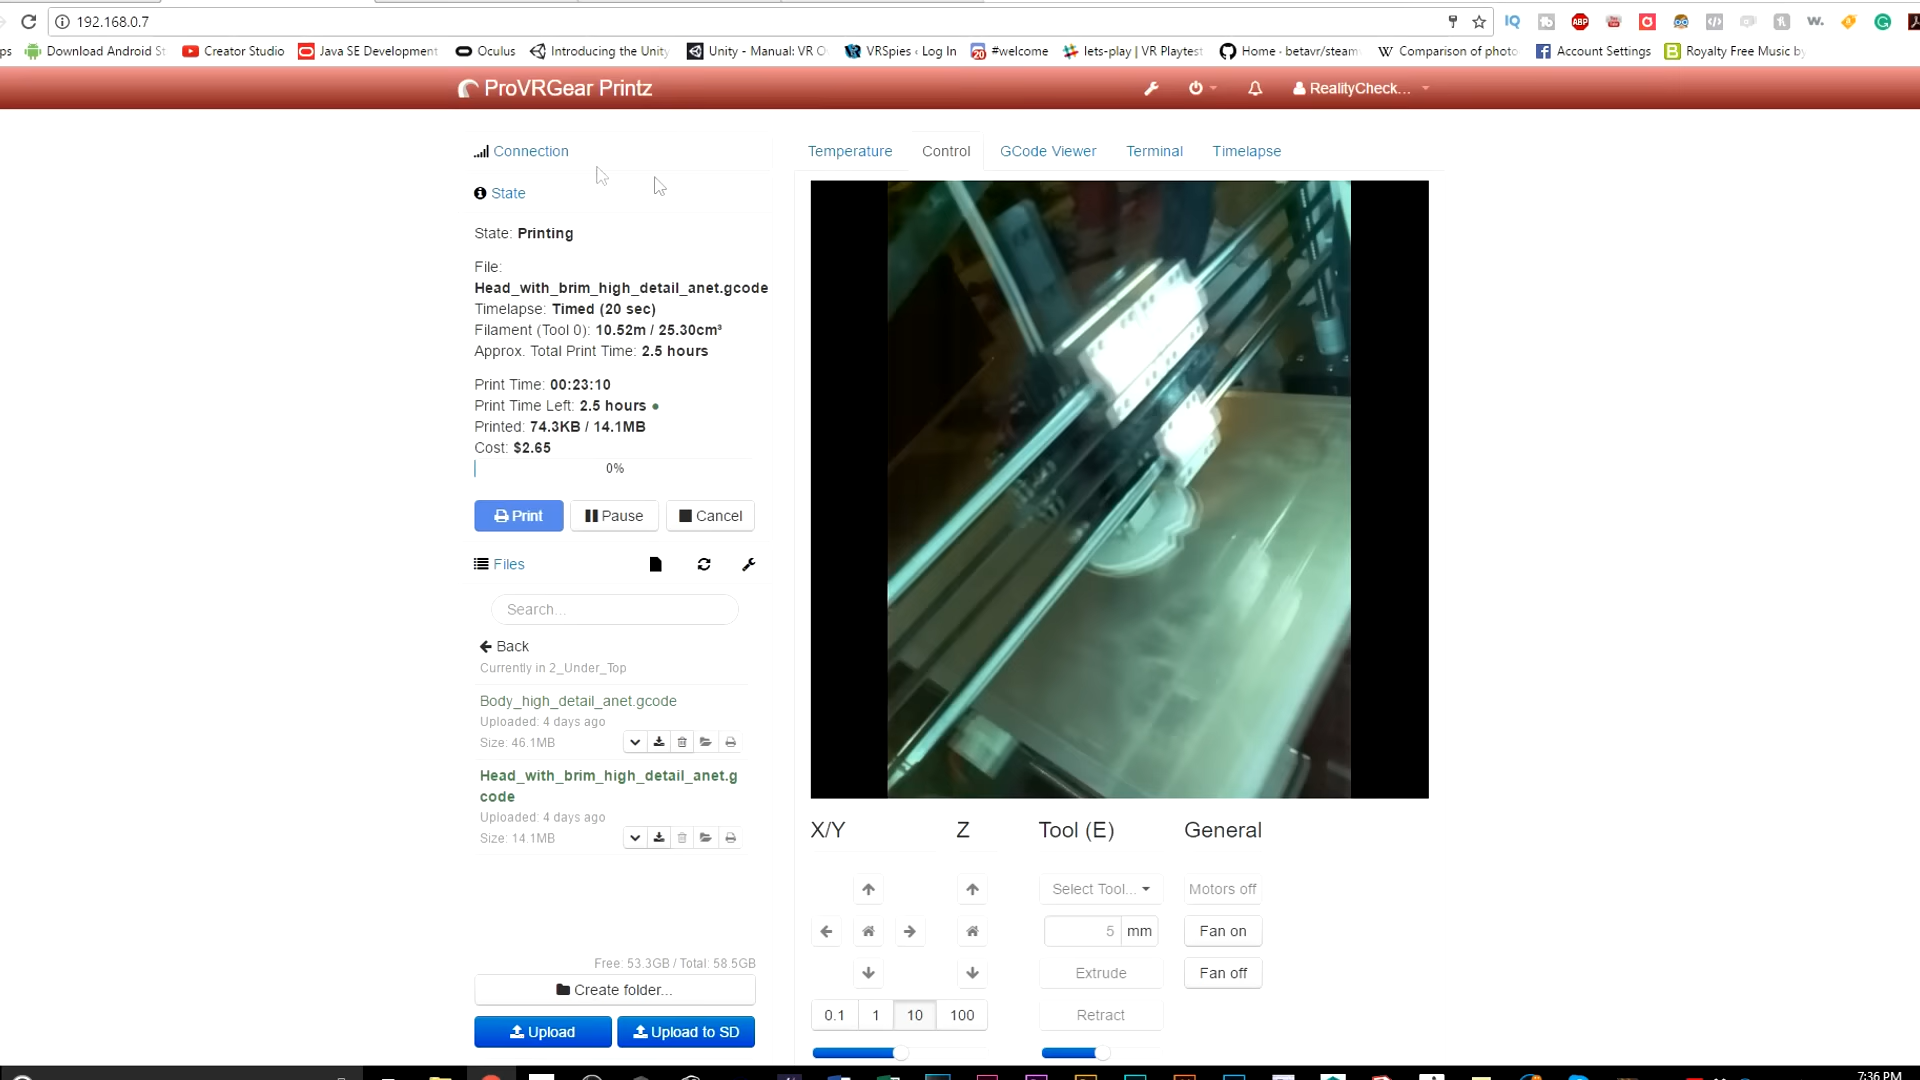 192.168.0.7
IQ
ABP
w.
G
ps
Download Android St
Creator Studio
Java SE Development
Oculus
Introducing the Unity
Unity - Manual: VR O
VRSpies ‹ Log In
20
#welcome
lets-play | VR Playtest
Home · betavr/steam
W
Comparison of photo
Account Settings
Royalty Free Music by
ProVRGear Printz
RealityCheck...
Connection
Temperature
Control
GCode Viewer
Terminal
Timelapse
State
State: Printing
File:
Head_with_brim_high_detail_anet.gcode
Timelapse: Timed (20 sec)
Filament (Tool 0): 10.52m / 25.30cm³
Approx. Total Print Time: 2.5 hours
Print Time: 00:23:10
Print Time Left: 2.5 hours
Printed: 74.3KB / 14.1MB
Cost: $2.65
0%
Print
Pause
Cancel
Files
Search...
Back
Currently in 2_Under_Top
Body_high_detail_anet.gcode
Uploaded: 4 days ago
Size: 46.1MB
Head_with_brim_high_detail_anet.g
code
Uploaded: 4 days ago
Size: 14.1MB
Free: 53.3GB / Total: 58.5GB
Create folder...
Upload
Upload to SD
X/Y
Z
Tool (E)
General
Select Tool...
Motors off
5
mm
Fan on
Extrude
Fan off
0.1
1
10
100
Retract
7:36 PM